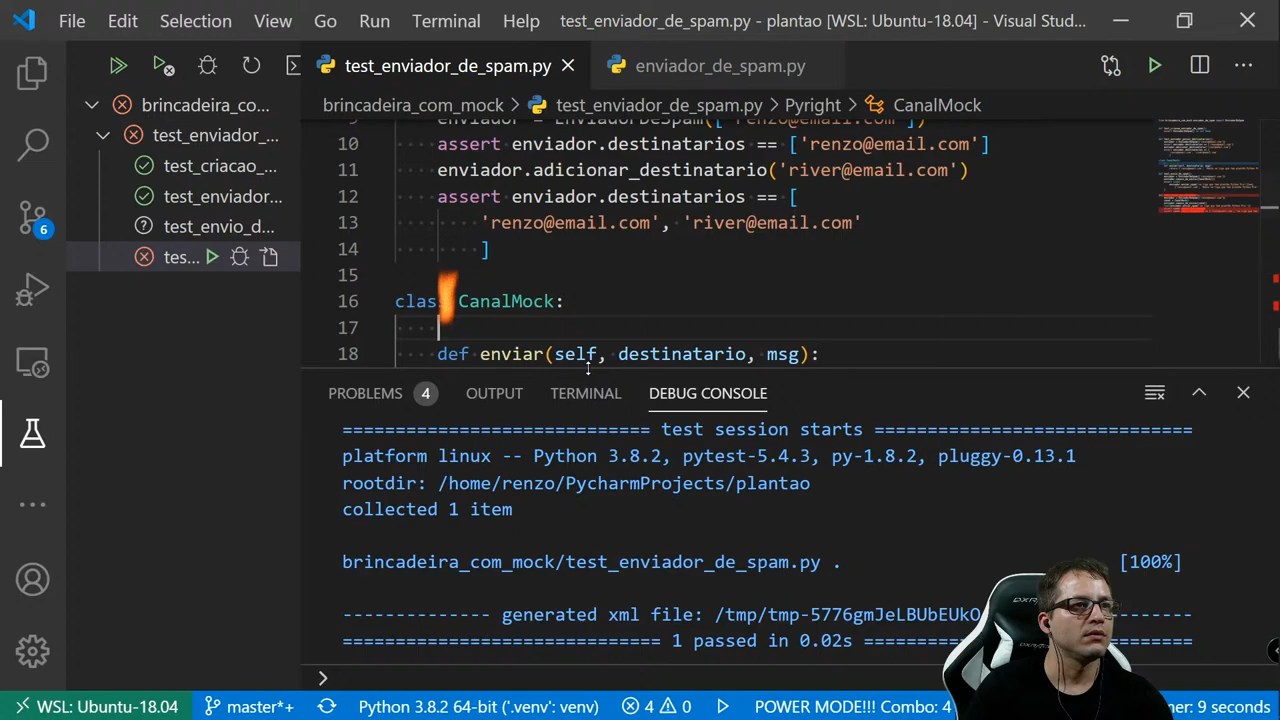 File Edit Selection View Go Run Terminal Help test_enviador_de_spam.py - plantao [WSL: Ubuntu-18.04] - Visual Stud...
test_enviador_de_spam.py enviador_de_spam.py
brincadeira_co... brincadeira_com_mock > test_enviador_de_spam.py > Pyright > CanalMock
test_enviador_...
test_criacao_...
test_enviador...
test_envio_d...
tes...
6
10 assert enviador.destinatarios == ['renzo@email.com']
11 enviador.adicionar_destinatario('river@email.com')
12 assert enviador.destinatarios == [
13 'renzo@email.com', 'river@email.com'
14 ]
15
16 class CanalMock:
17
18 def enviar(self, destinatario, msg):
PROBLEMS 4 OUTPUT TERMINAL DEBUG CONSOLE
============================= test session starts =============================
platform linux -- Python 3.8.2, pytest-5.4.3, py-1.8.2, pluggy-0.13.1
rootdir: /home/renzo/PycharmProjects/plantao
collected 1 item
brincadeira_com_mock/test_enviador_de_spam.py . [100%]
-------------- generated xml file: /tmp/tmp-5776gmJeLBUbEUkO
============================== 1 passed in 0.02s ==============================
>
WSL: Ubuntu-18.04 master*+ Python 3.8.2 64-bit ('.venv': venv) 4 0 POWER MODE!!! Combo: 4 ner: 9 seconds